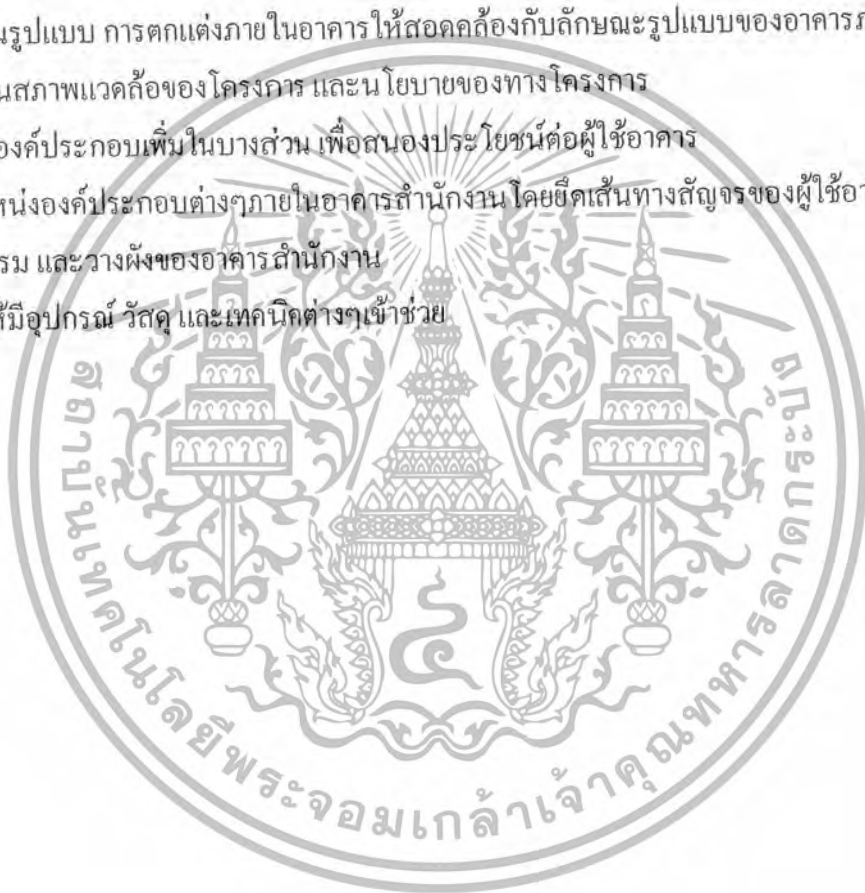 นรูปแบบ การตกแต่งภายในอาคารให้สอดคล้องกับลักษณะรูปแบบของอาคารภ
นสภาพแวดล้อของโครงการ และนโยบายของทางโครงการ
องค์ประกอบเพิ่มในบางส่วน เพื่อสนองประโยชน์ต่อผู้ใช้อาคาร
หน่งองค์ประกอบต่างๆภายในอาคารสำนักงาน โดยยึดเส้นทางสัญจรของผู้ใช้อา
รม และวางผังของอาคารสำนักงาน
ห้มีอุปกรณ์ วัสดุ และเทคนิคต่างๆเข้าช่วย
สถาบันเทคโนโลยีพระจอมเกล้าเจ้าคุณทหารลาดกระบัง
๔